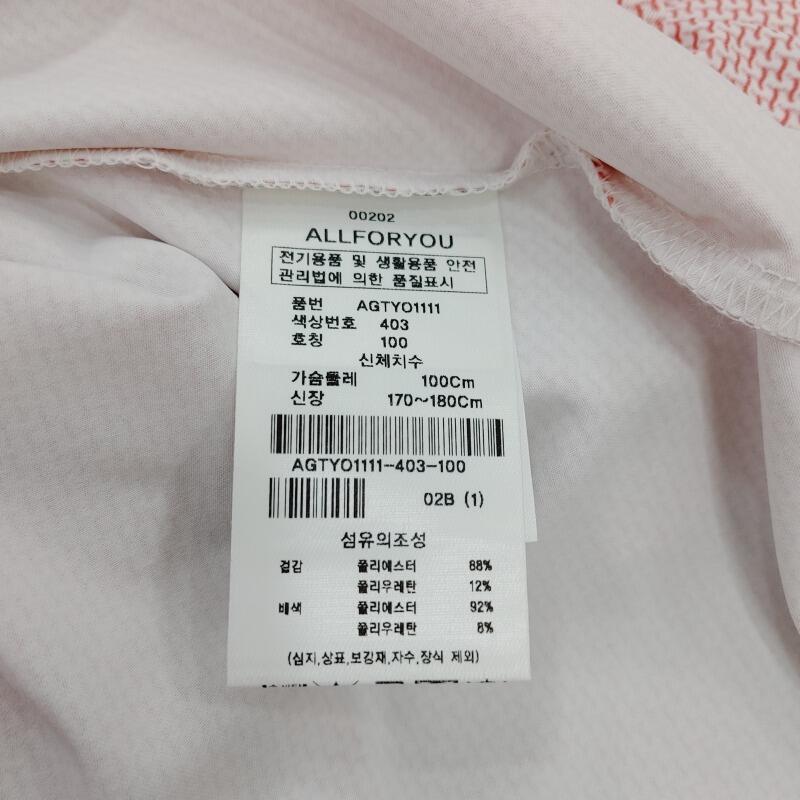 00202
ALLFORYOU
전기용품 및 생활용품 안전
관리법에 의한 품질표시
품번 AGTYO1111
색상번호 403
호칭 100
신체치수
가슴둘레 100Cm
신장 170~180Cm
AGTYO1111-403-100
02B (1)
섬유의조성
겉감 폴리에스터 88%
폴리우레탄 12%
배색 폴리에스터 92%
폴리우레탄 8%
(심지,상표,보강재,자수,장식 제외)